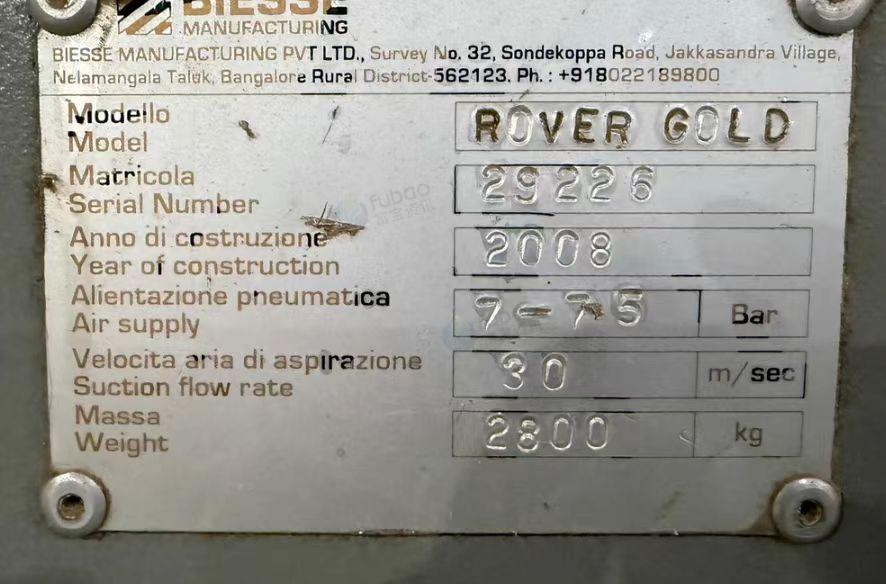 BIESSE
MANUFACTURING
BIESSE MANUFACTURING PVT LTD., Survey No. 32, Sondekoppa Road, Jakkasandra Village,
Nelamangala Taluk, Bangalore Rural District-562123. Ph. : +918022189800
Modello
Model
ROVER GOLD
Matricola
Serial Number
29226
Anno di costruzione
Year of construction
2008
Alientazione pneumatica
Air supply
7-75 Bar
Velocita aria di aspirazione
Suction flow rate
30 m/sec
Massa
Weight
2800 kg
fubao